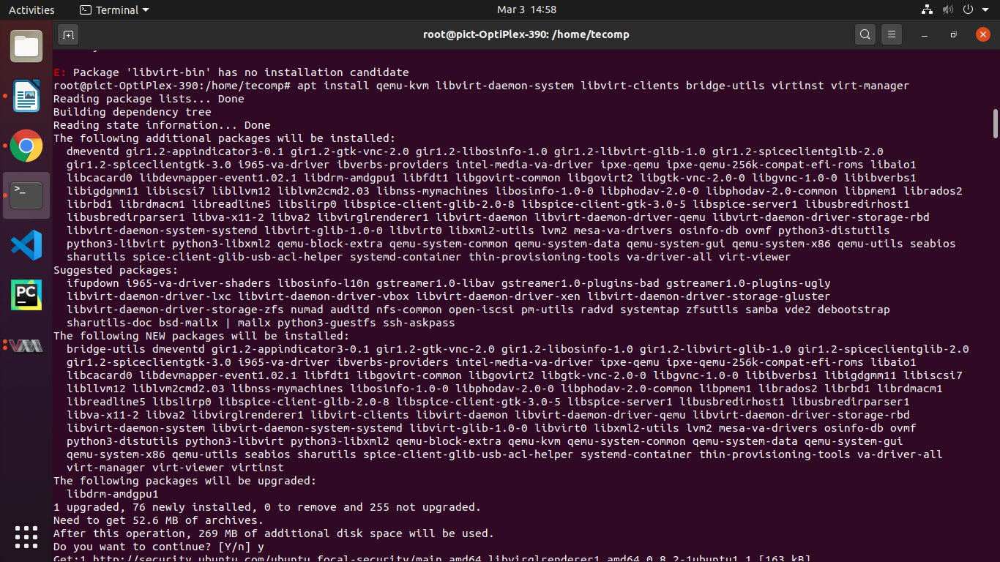 Activities
Terminal
Mar 3 14:58
root@pict-OptiPlex-390: /home/tecomp
E: Package 'libvirt-bin' has no installation candidate
root@pict-OptiPlex-390:/home/tecomp# apt install qemu-kvm libvirt-daemon-system libvirt-clients bridge-utils virtinst virt-manager
Reading package lists... Done
Building dependency tree
Reading state information... Done
The following additional packages will be installed:
dmeventd gir1.2-appindicator3-0.1 gir1.2-gtk-vnc-2.0 gir1.2-libosinfo-1.0 gir1.2-libvirt-glib-1.0 gir1.2-spiceclientglib-2.0
gir1.2-spiceclientgtk-3.0 i965-va-driver ibverbs-providers intel-media-va-driver ipxe-qemu ipxe-qemu-256k-compat-efi-roms libaio1
libcacard0 libdevmapper-event1.02.1 libdrm-amdgpu1 libfdt1 libgovirt-common libgovirt2 libgtk-vnc-2.0-0 libgvnc-1.0-0 libibverbs1
libigdgmm11 libiscsi7 libllvm12 liblvm2cmd2.03 libnss-mymachines libosinfo-1.0-0 libphodav-2.0-0 libphodav-2.0-common libpmem1 librados2
librbd1 librdmacm1 libreadline5 libslirp0 libspice-client-glib-2.0-8 libspice-client-gtk-3.0-5 libspice-server1 libusbredirhost1
libusbredirparser1 libva-x11-2 libva2 libvirglrenderer1 libvirt-daemon libvirt-daemon-driver-qemu libvirt-daemon-driver-storage-rbd
libvirt-daemon-system-systemd libvirt-glib-1.0-0 libvirt0 libxml2-utils lvm2 mesa-va-drivers osinfo-db ovmf python3-distutils
python3-libvirt python3-libxml2 qemu-block-extra qemu-system-common qemu-system-data qemu-system-gui qemu-system-x86 qemu-utils seabios
sharutils spice-client-glib-usb-acl-helper systemd-container thin-provisioning-tools va-driver-all virt-viewer
Suggested packages:
ifupdown i965-va-driver-shaders libosinfo-l10n gstreamer1.0-libav gstreamer1.0-plugins-bad gstreamer1.0-plugins-ugly
libvirt-daemon-driver-lxc libvirt-daemon-driver-vbox libvirt-daemon-driver-xen libvirt-daemon-driver-storage-gluster
libvirt-daemon-driver-storage-zfs numad auditd nfs-common open-iscsi pm-utils radvd systemtap zfsutils samba vde2 debootstrap
sharutils-doc bsd-mailx | mailx python3-guestfs ssh-askpass
The following NEW packages will be installed:
bridge-utils dmeventd gir1.2-appindicator3-0.1 gir1.2-gtk-vnc-2.0 gir1.2-libosinfo-1.0 gir1.2-libvirt-glib-1.0 gir1.2-spiceclientglib-2.0
gir1.2-spiceclientgtk-3.0 i965-va-driver ibverbs-providers intel-media-va-driver ipxe-qemu ipxe-qemu-256k-compat-efi-roms libaio1
libcacard0 libdevmapper-event1.02.1 libfdt1 libgovirt-common libgovirt2 libgtk-vnc-2.0-0 libgvnc-1.0-0 libibverbs1 libigdgmm11 libiscsi7
libllvm12 liblvm2cmd2.03 libnss-mymachines libosinfo-1.0-0 libphodav-2.0-0 libphodav-2.0-common libpmem1 librados2 librbd1 librdmacm1
libreadline5 libslirp0 libspice-client-glib-2.0-8 libspice-client-gtk-3.0-5 libspice-server1 libusbredirhost1 libusbredirparser1
libva-x11-2 libva2 libvirglrenderer1 libvirt-clients libvirt-daemon libvirt-daemon-driver-qemu libvirt-daemon-driver-storage-rbd
libvirt-daemon-system libvirt-daemon-system-systemd libvirt-glib-1.0-0 libvirt0 libxml2-utils lvm2 mesa-va-drivers osinfo-db ovmf
python3-distutils python3-libvirt python3-libxml2 qemu-block-extra qemu-kvm qemu-system-common qemu-system-data qemu-system-gui
qemu-system-x86 qemu-utils seabios sharutils spice-client-glib-usb-acl-helper systemd-container thin-provisioning-tools va-driver-all
virt-manager virt-viewer virtinst
The following packages will be upgraded:
libdrm-amdgpu1
1 upgraded, 76 newly installed, 0 to remove and 255 not upgraded.
Need to get 52.6 MB of archives.
After this operation, 269 MB of additional disk space will be used.
Do you want to continue? [Y/n] y
Get:1 http://security.ubuntu.com/ubuntu focal-security/main amd64 libvirglrenderer1 amd64 0.8.2-1ubuntu1.1 [163 kB]
PC
VMM